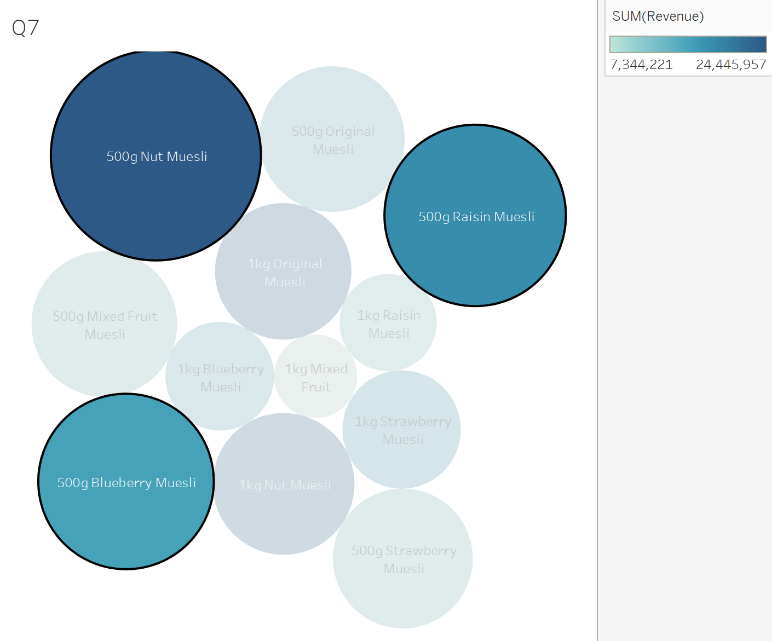 Q7
SUM(Revenue)
7,344,221 24,445,957
500g Nut Muesli
500g Original
Muesli
500g Raisin Muesli
1kg Original
Muesli
500g Mixed Fruit
Muesli
1kg Raisin
Muesli
1kg Blueberry
Muesli
1kg Mixed
Fruit
1kg Strawberry
Muesli
500g Blueberry Muesli
1kg Nut Muesli
500g Strawberry
Muesli